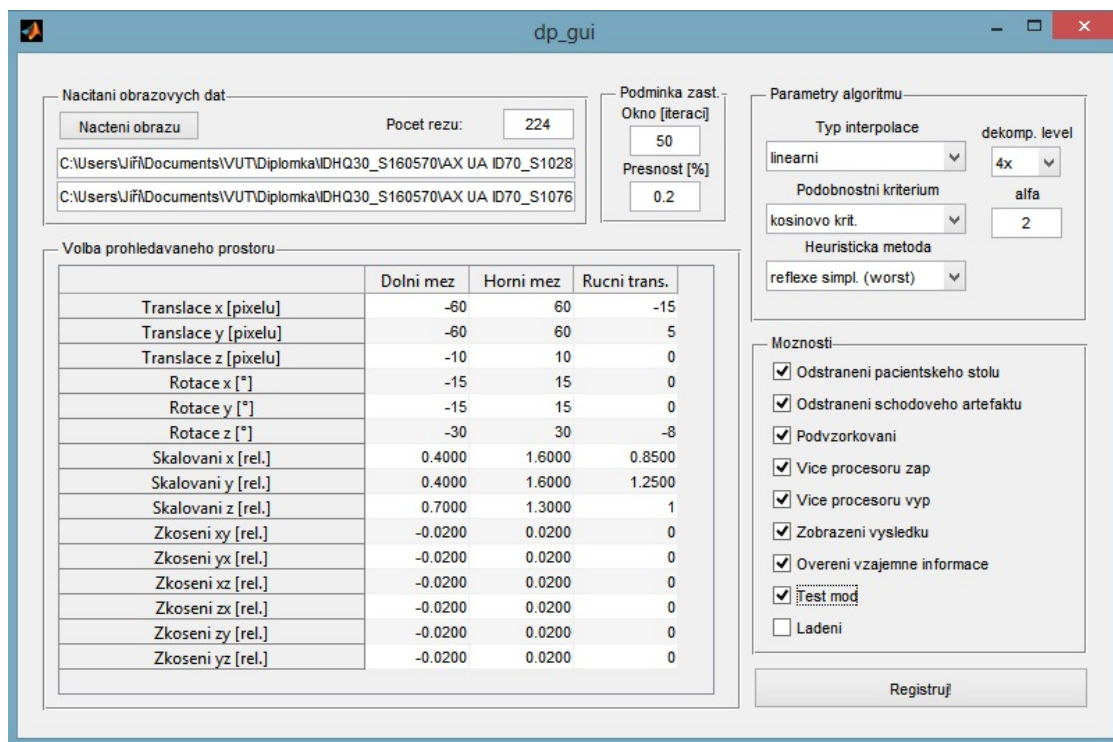 dp_gui
Nacitani obrazovych dat
Nacteni obrazu
Pocet rezu:
224
C:\Users\Jiří\Documents\VUT\Diplomka\IDHQ30_S160570\AX UA ID70_S1028
C:\Users\Jiří\Documents\VUT\Diplomka\IDHQ30_S160570\AX UA ID70_S1076
Podminka zast.
Okno [iteraci]
50
Presnost [%]
0.2
Parametry algoritmu
Typ interpolace
linearni
Podobnostni kriterium
kosinovo krit.
Heuristicka metoda
reflexe simpl. (worst)
dekomp. level
4x
alfa
2
Volba prohledavaneho prostoru
Dolni mez Horni mez Rucni trans.
Translace x [pixelu] -60 60 -15
Translace y [pixelu] -60 60 5
Translace z [pixelu] -10 10 0
Rotace x [°] -15 15 0
Rotace y [°] -15 15 0
Rotace z [°] -30 30 -8
Skalovani x [rel.] 0.4000 1.6000 0.8500
Skalovani y [rel.] 0.4000 1.6000 1.2500
Skalovani z [rel.] 0.7000 1.3000 1
Zkoseni xy [rel.] -0.0200 0.0200 0
Zkoseni yx [rel.] -0.0200 0.0200 0
Zkoseni xz [rel.] -0.0200 0.0200 0
Zkoseni zx [rel.] -0.0200 0.0200 0
Zkoseni zy [rel.] -0.0200 0.0200 0
Zkoseni yz [rel.] -0.0200 0.0200 0
Moznosti
Odstraneni pacientskeho stolu
Odstraneni schodoveho artefaktu
Podvzorkovani
Vice procesoru zap
Vice procesoru vyp
Zobrazeni vysledku
Overeni vzajemne informace
Test mod
Ladeni
Registruj!